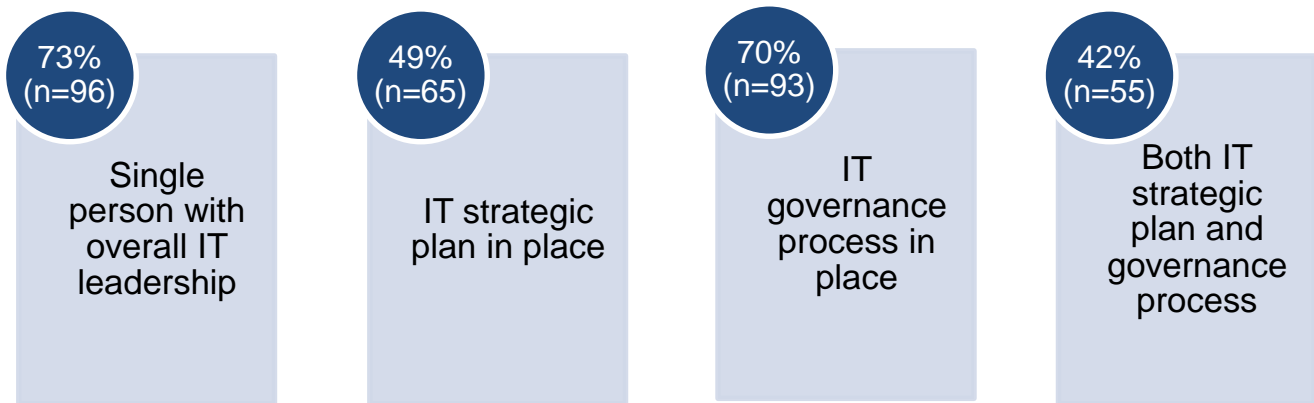 73%
(n=96)
Single
person with
overall IT
leadership
49%
(n=65)
IT strategic
plan in place
70%
(n=93)
IT
governance
process in
place
42%
(n=55)
Both IT
strategic
plan and
governance
process